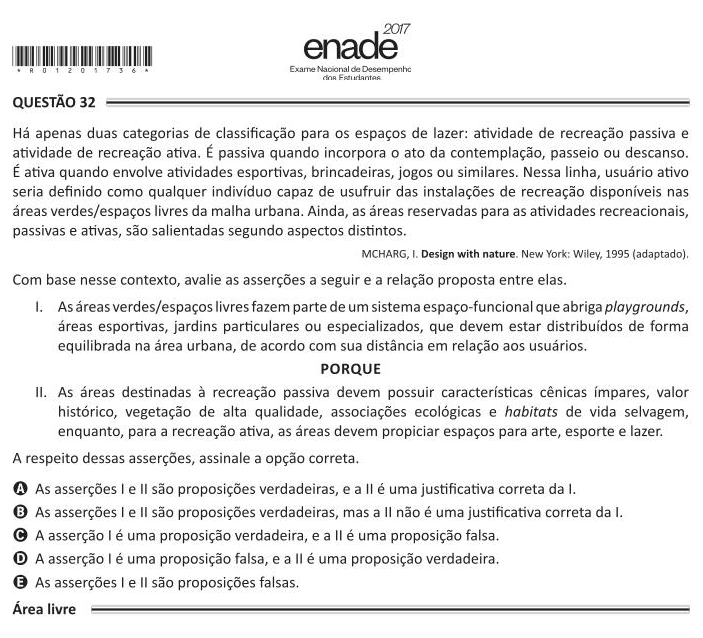 2017
enade
Exame Nacional de Desempenho
dos Estudantes
*R01201736*
QUESTÃO 32
Há apenas duas categorias de classificação para os espaços de lazer: atividade de recreação passiva e
atividade de recreação ativa. É passiva quando incorpora o ato da contemplação, passeio ou descanso.
É ativa quando envolve atividades esportivas, brincadeiras, jogos ou similares. Nessa linha, usuário ativo
seria definido como qualquer indivíduo capaz de usufruir das instalações de recreação disponíveis nas
áreas verdes/espaços livres da malha urbana. Ainda, as áreas reservadas para as atividades recreacionais,
passivas e ativas, são salientadas segundo aspectos distintos.
MCHARG, I. Design with nature. New York: Wiley, 1995 (adaptado).
Com base nesse contexto, avalie as asserções a seguir e a relação proposta entre elas.
I. As áreas verdes/espaços livres fazem parte de um sistema espaço-funcional que abriga playgrounds,
áreas esportivas, jardins particulares ou especializados, que devem estar distribuídos de forma
equilibrada na área urbana, de acordo com sua distância em relação aos usuários.
PORQUE
II. As áreas destinadas à recreação passiva devem possuir características cênicas ímpares, valor
histórico, vegetação de alta qualidade, associações ecológicas e habitats de vida selvagem,
enquanto, para a recreação ativa, as áreas devem propiciar espaços para arte, esporte e lazer.
A respeito dessas asserções, assinale a opção correta.
A As asserções I e II são proposições verdadeiras, e a II é uma justificativa correta da I.
B As asserções I e II são proposições verdadeiras, mas a II não é uma justificativa correta da I.
C A asserção I é uma proposição verdadeira, e a II é uma proposição falsa.
D A asserção I é uma proposição falsa, e a II é uma proposição verdadeira.
E As asserções I e II são proposições falsas.
Área livre